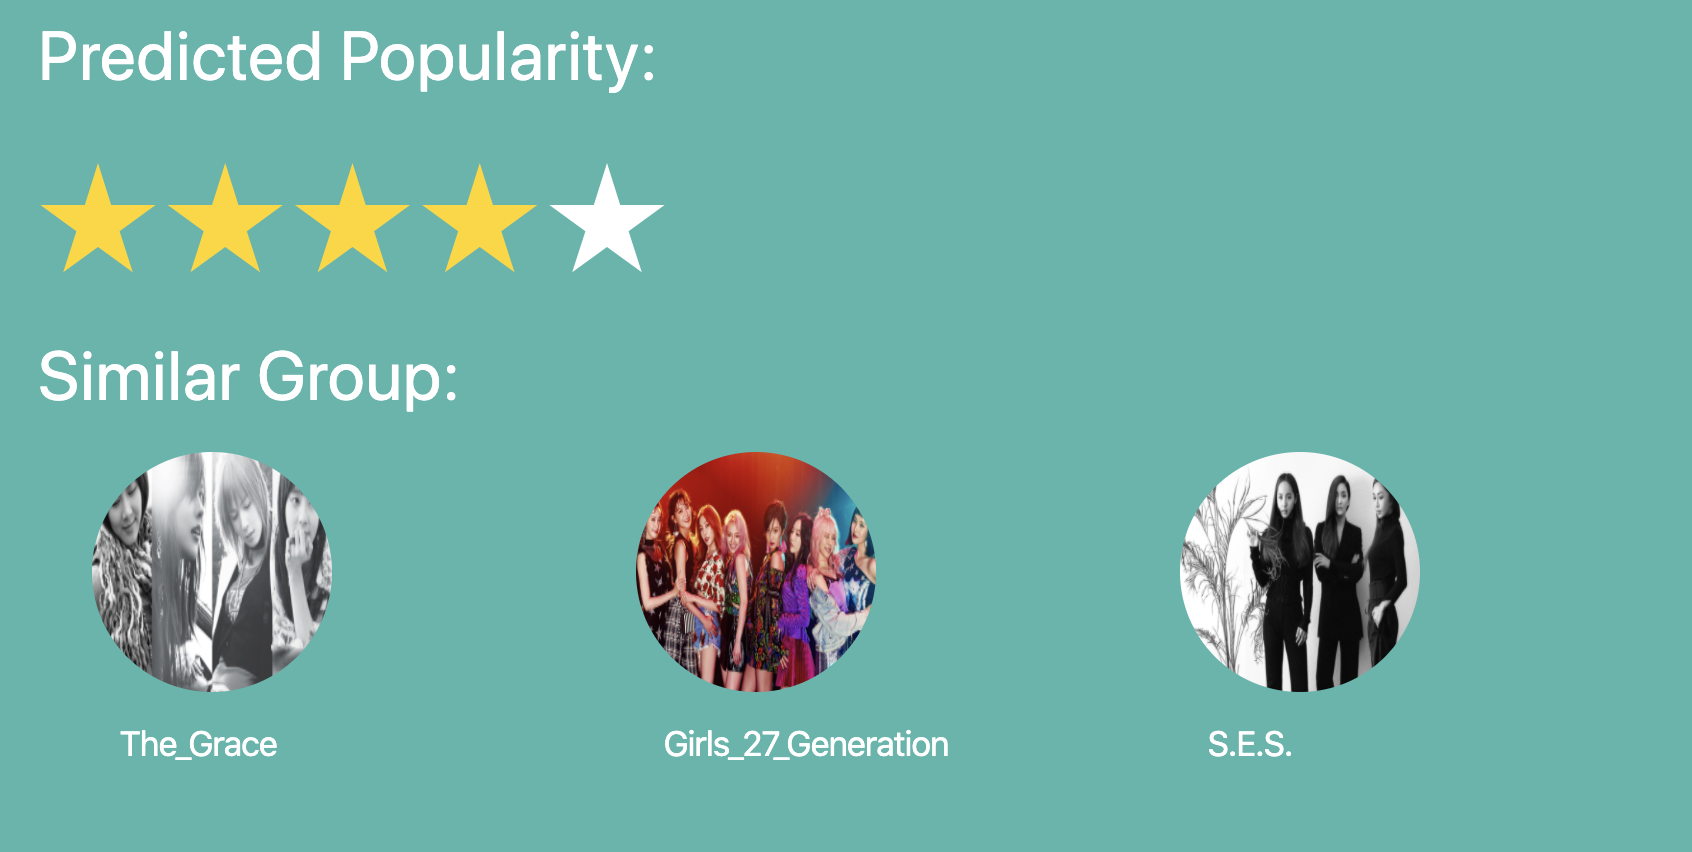 Predicted Popularity:
Similar Group:
The_Grace
Girls_27_Generation
S.E.S.